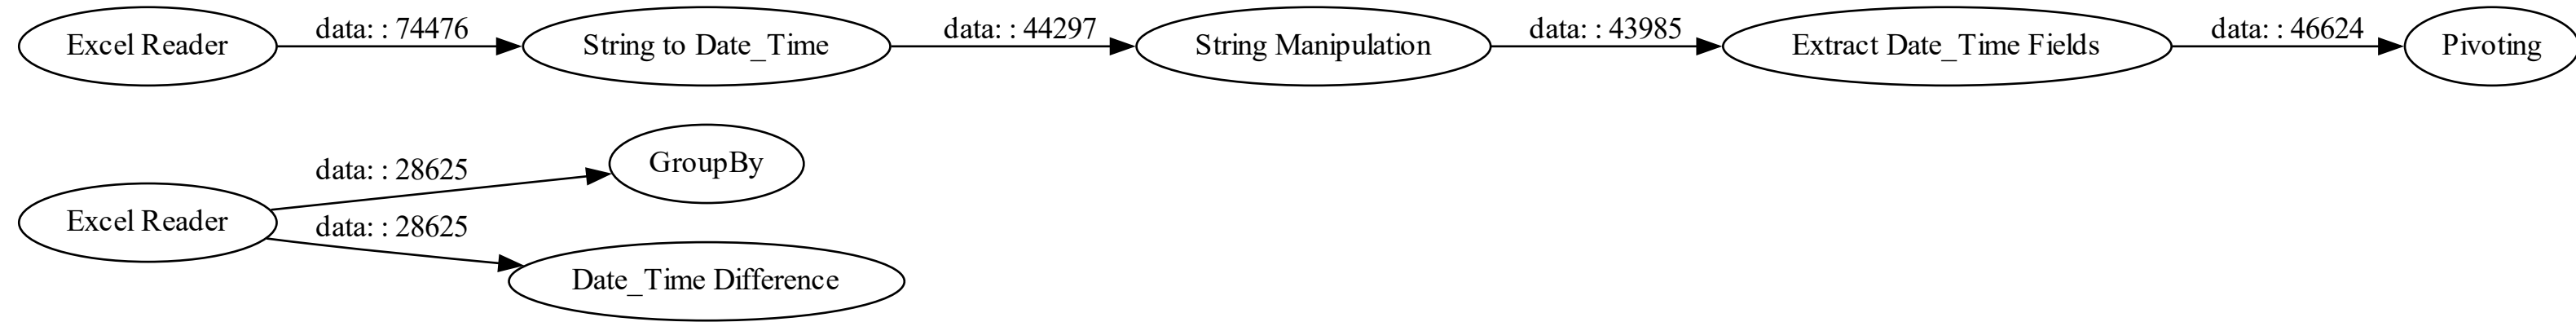 Excel Reader
data: : 74476
String to Date_Time
data: : 44297
String Manipulation
data: : 43985
Extract Date_Time Fields
data: : 46624
Pivoting
Excel Reader
data: : 28625
GroupBy
data: : 28625
Date_Time Difference